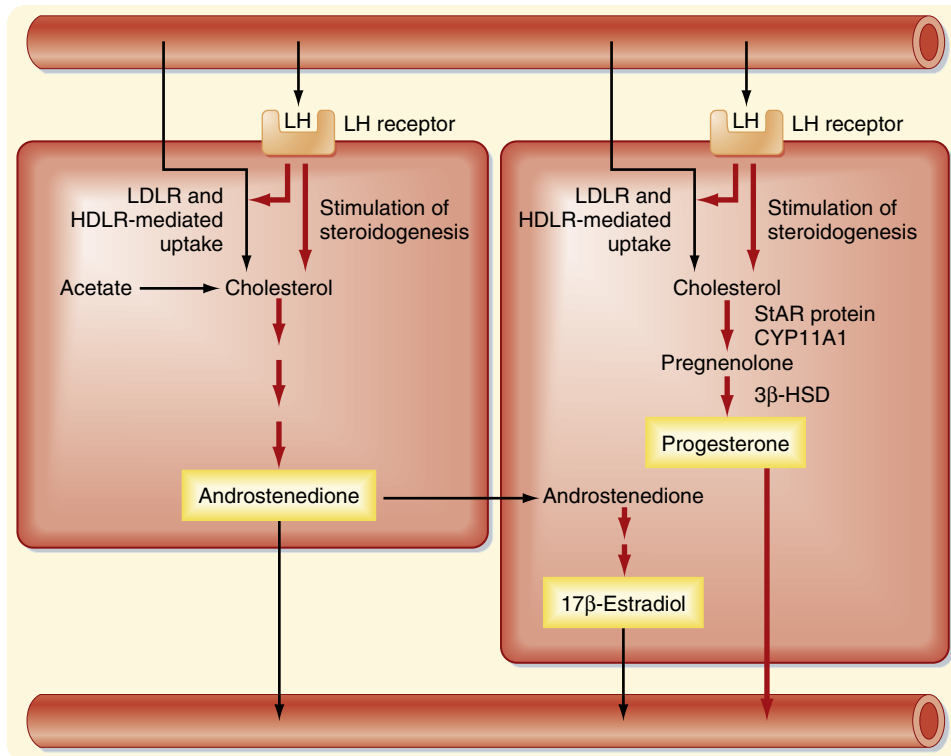 LH
LH receptor
LDLR and
HDLR-mediated
uptake
Stimulation of
steroidogenesis
Acetate
Cholesterol
Androstenedione
LH
LH receptor
LDLR and
HDLR-mediated
uptake
Stimulation of
steroidogenesis
Cholesterol
StAR protein
CYP11A1
Pregnenolone
3β-HSD
Progesterone
Androstenedione
17β-Estradiol